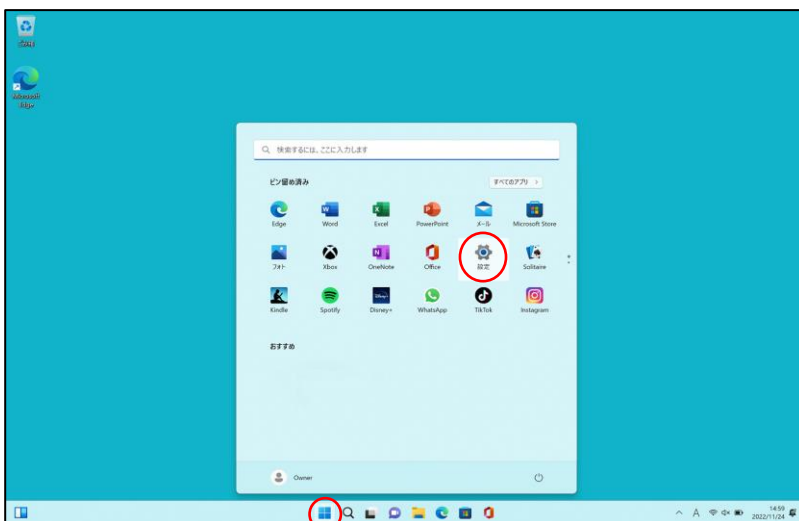 ごみ箱
Microsoft
Edge
検索するには、ここに入力します
ピン留め済み
すべてのアプリ >
Edge
Word
Excel
PowerPoint
メール
Microsoft Store
フォト
Xbox
OneNote
Office
設定
Solitaire
Kindle
Spotify
Disney+
WhatsApp
TikTok
Instagram
おすすめ
Owner
A
14:59
2022/11/24